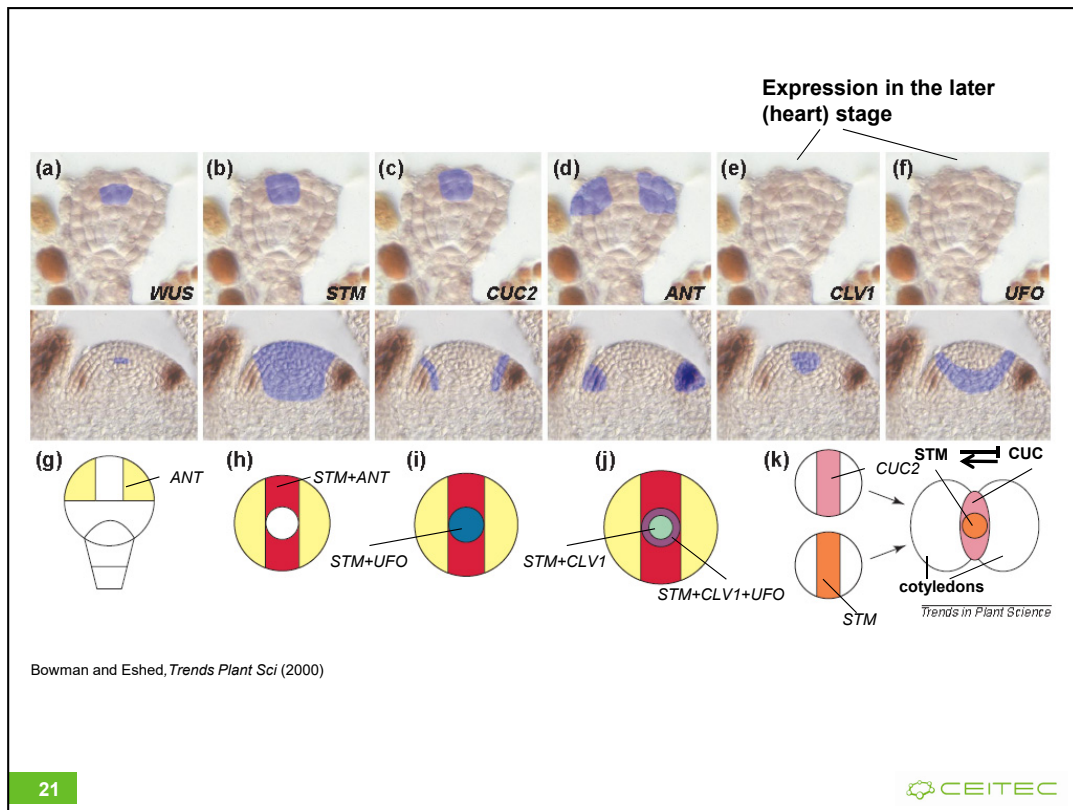 Expression in the later
(heart) stage
(a) (b) (c) (d) (e) (f)
WUS STM CUC2 ANT CLV1 UFO
(g) (h) (i) (j) (k)
ANT
STM+ANT
STM+UFO
STM+CLV1
STM+CLV1+UFO
CUC2
STM
STM CUC
cotyledons
Trends in Plant Science
Bowman and Eshed, Trends Plant Sci (2000)
21
CEITEC